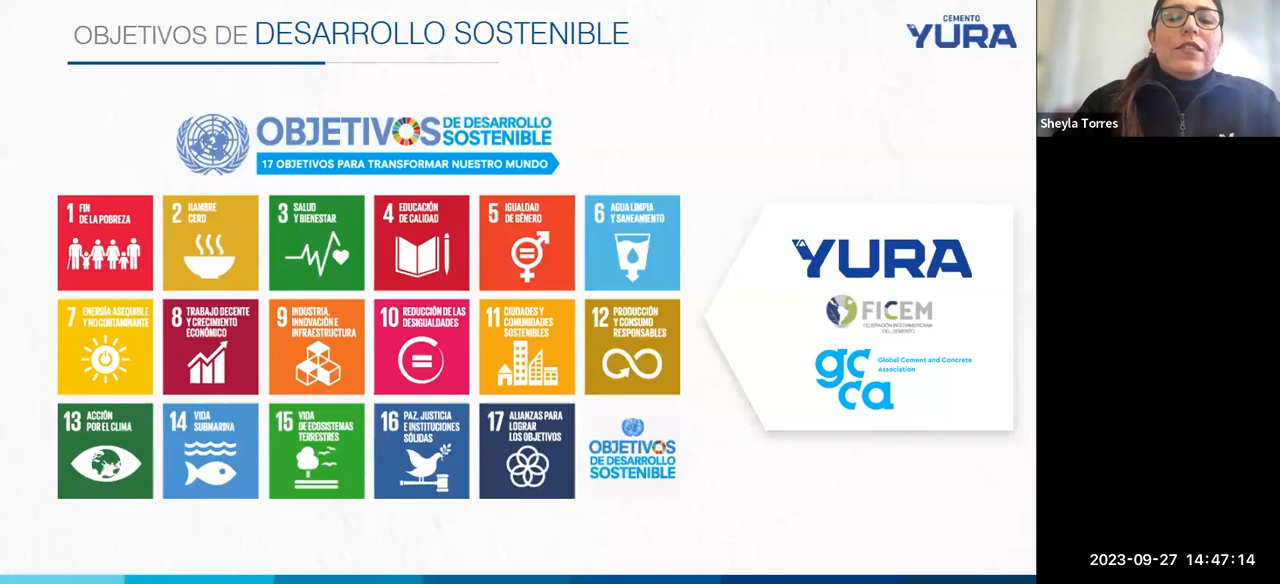 OBJETIVOS DE DESARROLLO SOSTENIBLE
CEMENTO
YURA
Sheyla Torres
OBJETIVOS DE DESARROLLO
SOSTENIBLE
17 OBJETIVOS PARA TRANSFORMAR NUESTRO MUNDO
1 FIN
DE LA POBREZA
2 HAMBRE
CERO
3 SALUD
Y BIENESTAR
4 EDUCACIÓN
DE CALIDAD
5 IGUALDAD
DE GÉNERO
6 AGUA LIMPIA
Y SANEAMIENTO
7 ENERGÍA ASEQUIBLE
Y NO CONTAMINANTE
8 TRABAJO DECENTE
Y CRECIMIENTO
ECONÓMICO
9 INDUSTRIA,
INNOVACIÓN E
INFRAESTRUCTURA
10 REDUCCIÓN DE LAS
DESIGUALDADES
11 CIUDADES Y
COMUNIDADES
SOSTENIBLES
12 PRODUCCIÓN
Y CONSUMO
RESPONSABLES
13 ACCIÓN
POR EL CLIMA
14 VIDA
SUBMARINA
15 VIDA
DE ECOSISTEMAS
TERRESTRES
16 PAZ, JUSTICIA
E INSTITUCIONES
SÓLIDAS
17 ALIANZAS PARA
LOGRAR
LOS OBJETIVOS
OBJETIVOS
DE DESARROLLO
SOSTENIBLE
YURA
FICEM
FEDERACIÓN INTERAMERICANA
DEL CEMENTO
gcca
Global Cement and Concrete
Association
2023-09-27 14:47:14